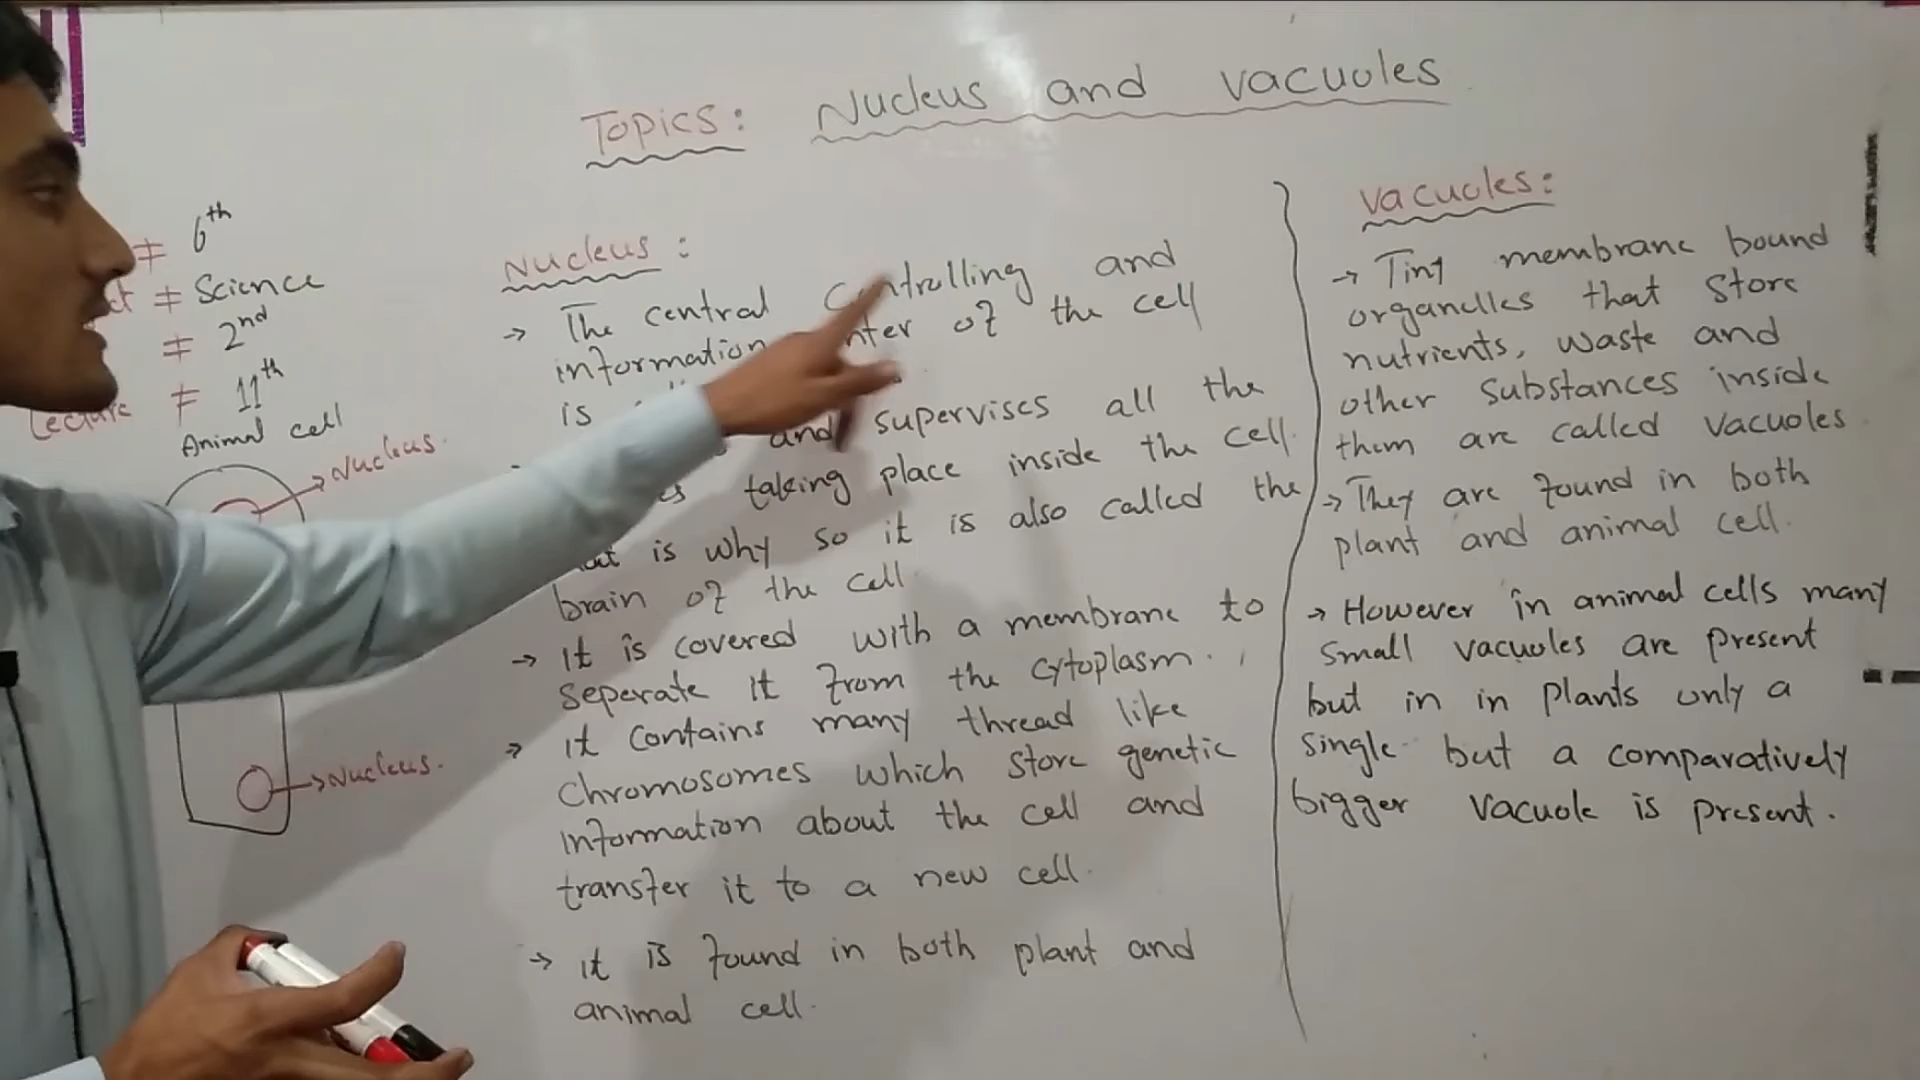 Topics: Nucleus and vacuoles
≠ 6th
ct ≠ Science
≠ 2nd
Lecture ≠ 11th
Animal cell
Nucleus.
Nucleus.
Nucleus:
→ The central controlling and
information nter of the cell
is
and supervises all the
es taking place inside the cell.
is why so it is also called the
brain of the cell.
→ it is covered with a membrane to
seperate it from the cytoplasm.
→ it contains many thread like
chromosomes which store genetic
information about the cell and
transfer it to a new cell.
→ it is found in both plant and
animal cell.
vacuoles:
→ Tiny membrane bound
organelles that store
nutrients, waste and
other substances inside
them are called vacuoles
→ They are found in both
plant and animal cell.
→ However in animal cells many
small vacuoles are present
but in in plants only a
single but a comparatively
bigger vacuole is present.